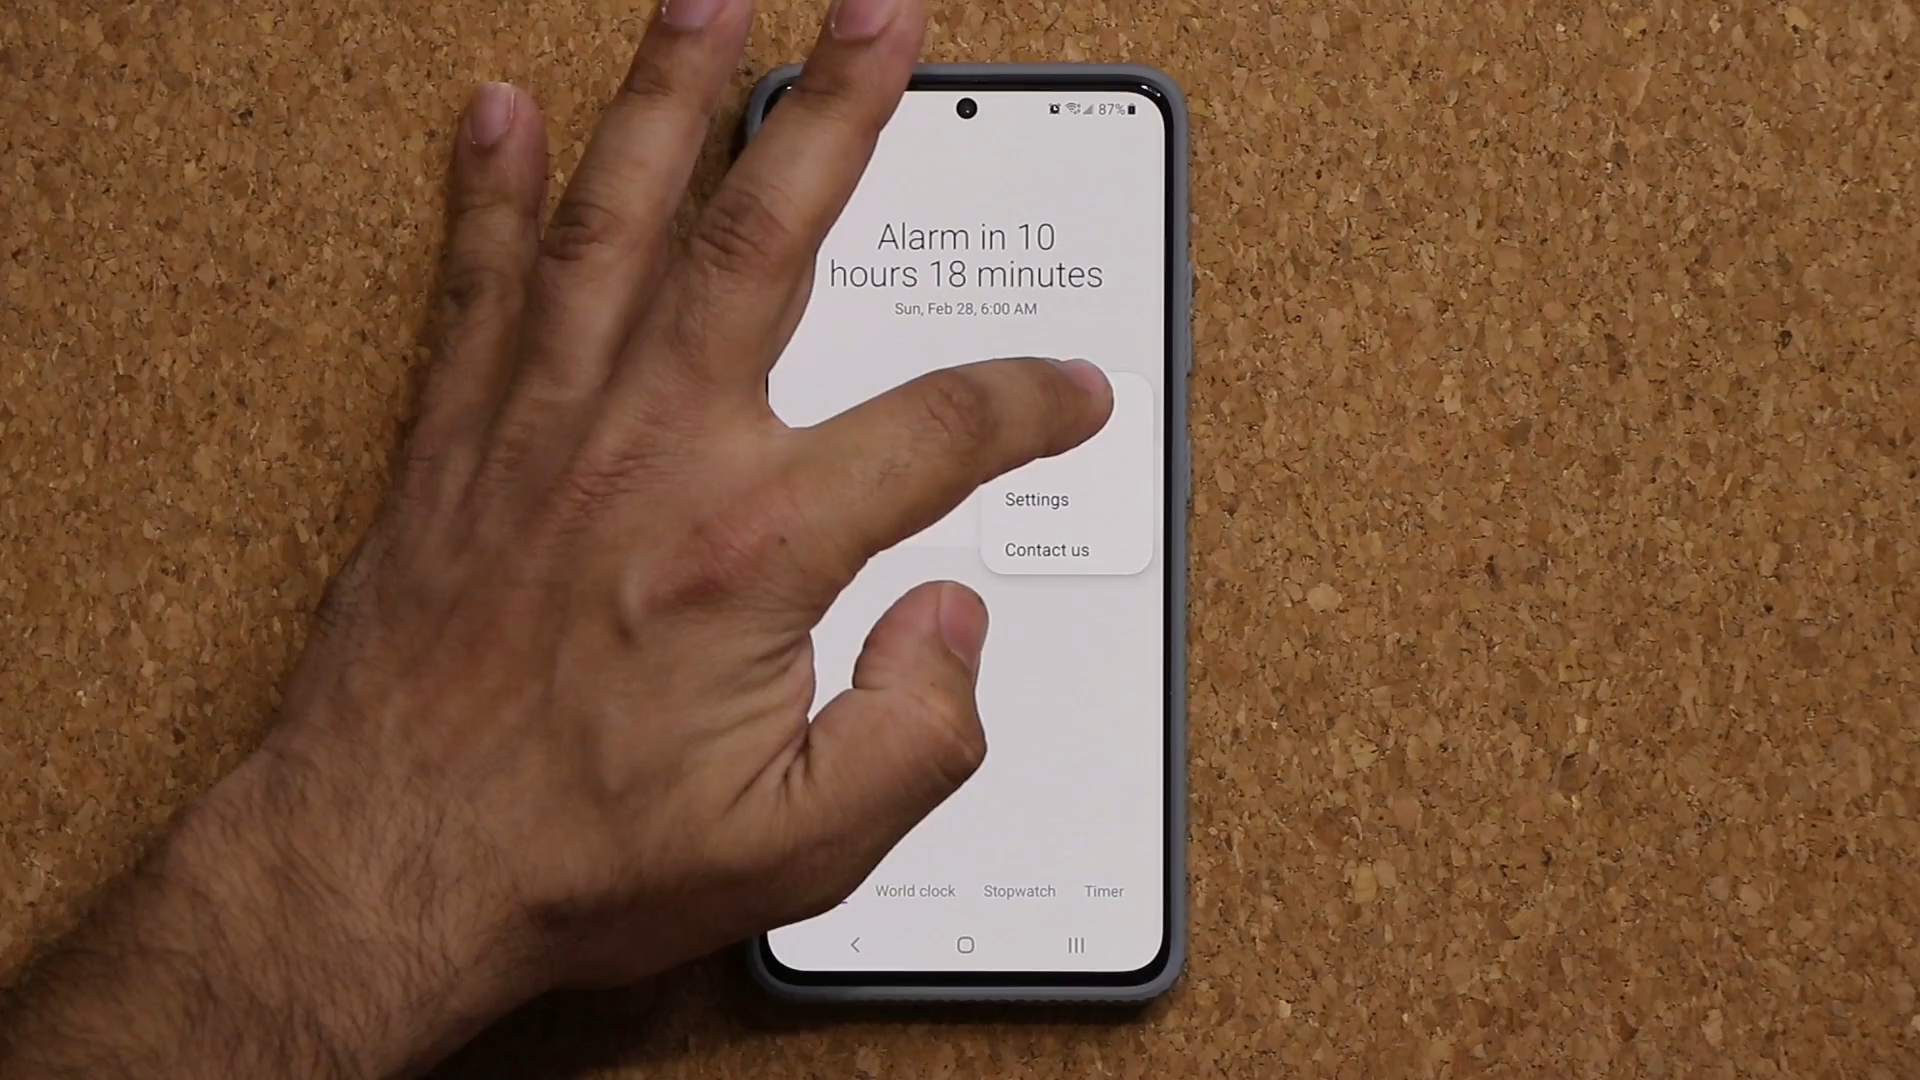 87%
Alarm in 10
hours 18 minutes
Sun, Feb 28, 6:00 AM
Settings
Contact us
World clock Stopwatch Timer